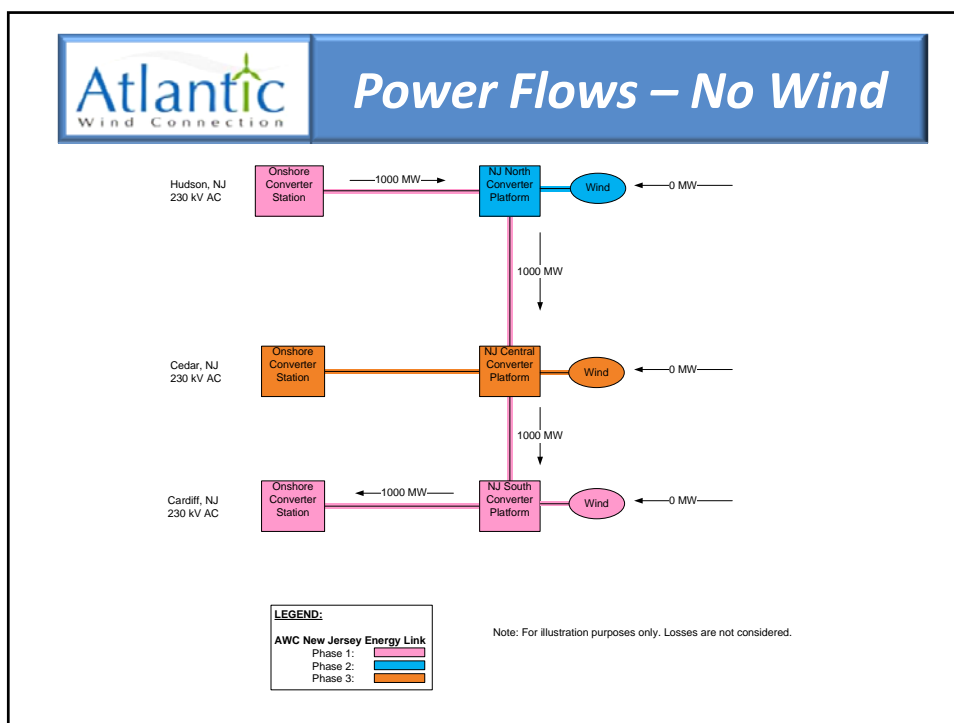 Atlantic
Wind Connection
Power Flows – No Wind
Hudson, NJ
230 kV AC
Onshore
Converter
Station
1000 MW
NJ North
Converter
Platform
Wind
0 MW
1000 MW
Cedar, NJ
230 kV AC
Onshore
Converter
Station
NJ Central
Converter
Platform
Wind
0 MW
1000 MW
Cardiff, NJ
230 kV AC
Onshore
Converter
Station
1000 MW
NJ South
Converter
Platform
Wind
0 MW
LEGEND:
AWC New Jersey Energy Link
Phase 1:
Phase 2:
Phase 3:
Note: For illustration purposes only. Losses are not considered.